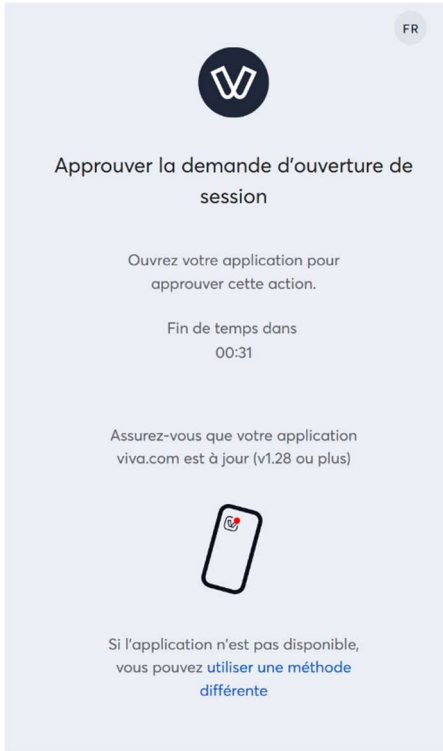 FR
Approuver la demande d'ouverture de
session
Ouvrez votre application pour
approuver cette action.
Fin de temps dans
00:31
Assurez-vous que votre application
viva.com est à jour (v1.28 ou plus)
Si l'application n'est pas disponible,
vous pouvez utiliser une méthode
différente